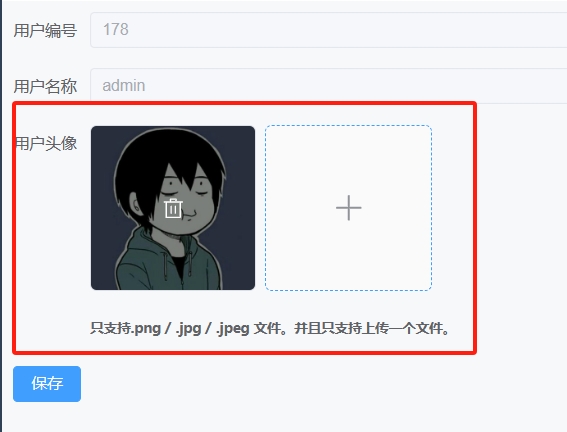 用户编号 178
用户名称 admin
用户头像
只支持.png / .jpg / .jpeg 文件。并且只支持上传一个文件。
保存